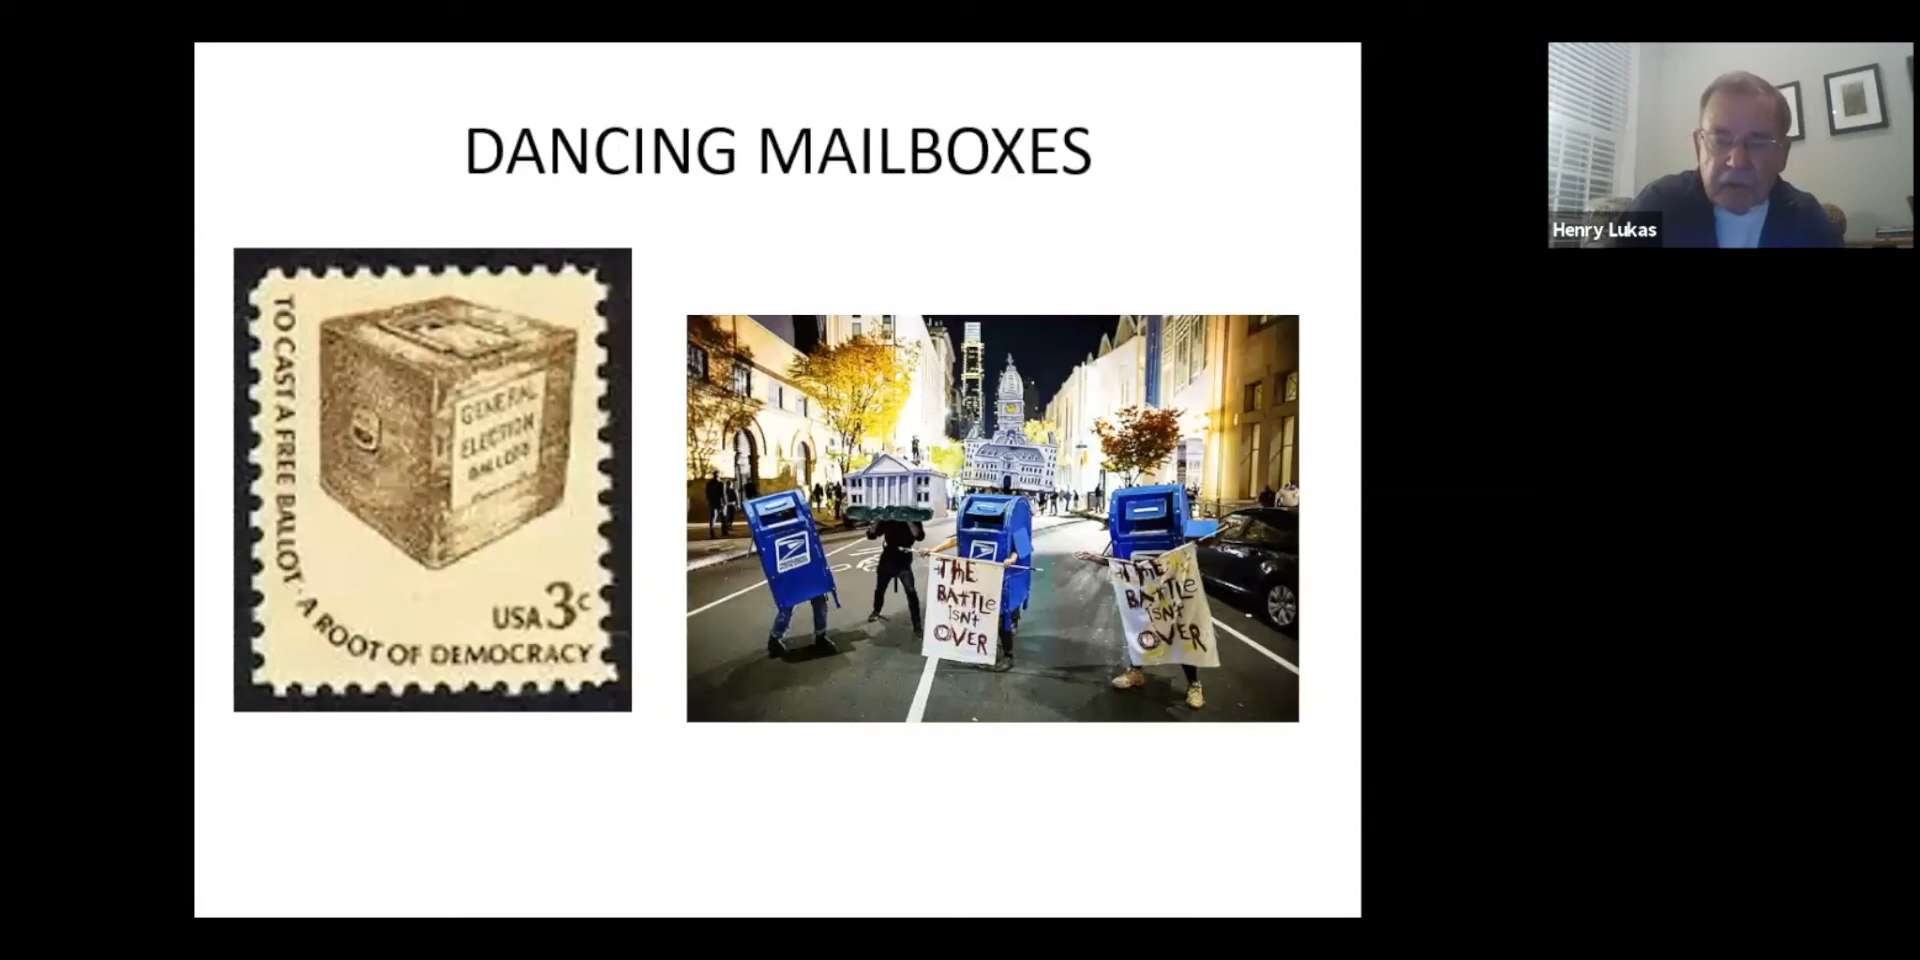 DANCING MAILBOXES
TO CAST A FREE BALLOT · A ROOT OF DEMOCRACY
GENERAL
ELECTION
BALLOTS
USA 3c
THE
BATTLE
ISN'T
OVER
THE
BATTLE
ISN'T
OVER
Henry Lukas